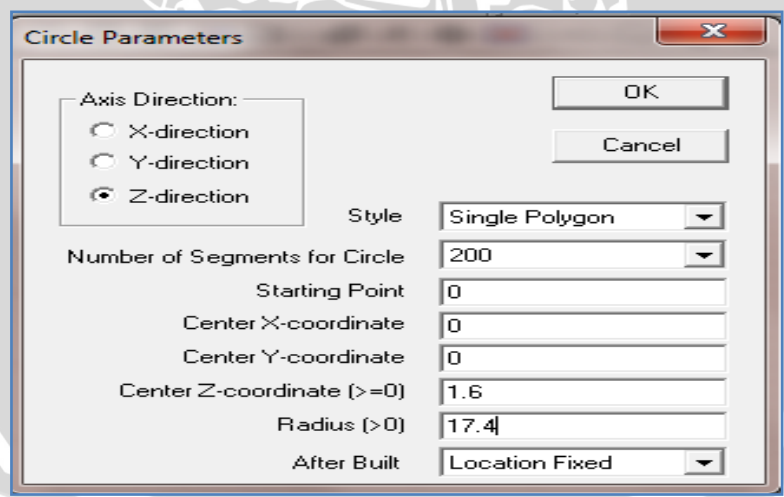 Circle Parameters
Axis Direction:
X-direction
Y-direction
Z-direction
OK
Cancel
Style Single Polygon
Number of Segments for Circle 200
Starting Point 0
Center X-coordinate 0
Center Y-coordinate 0
Center Z-coordinate (>=0) 1.6
Radius (>0) 17.4
After Built Location Fixed